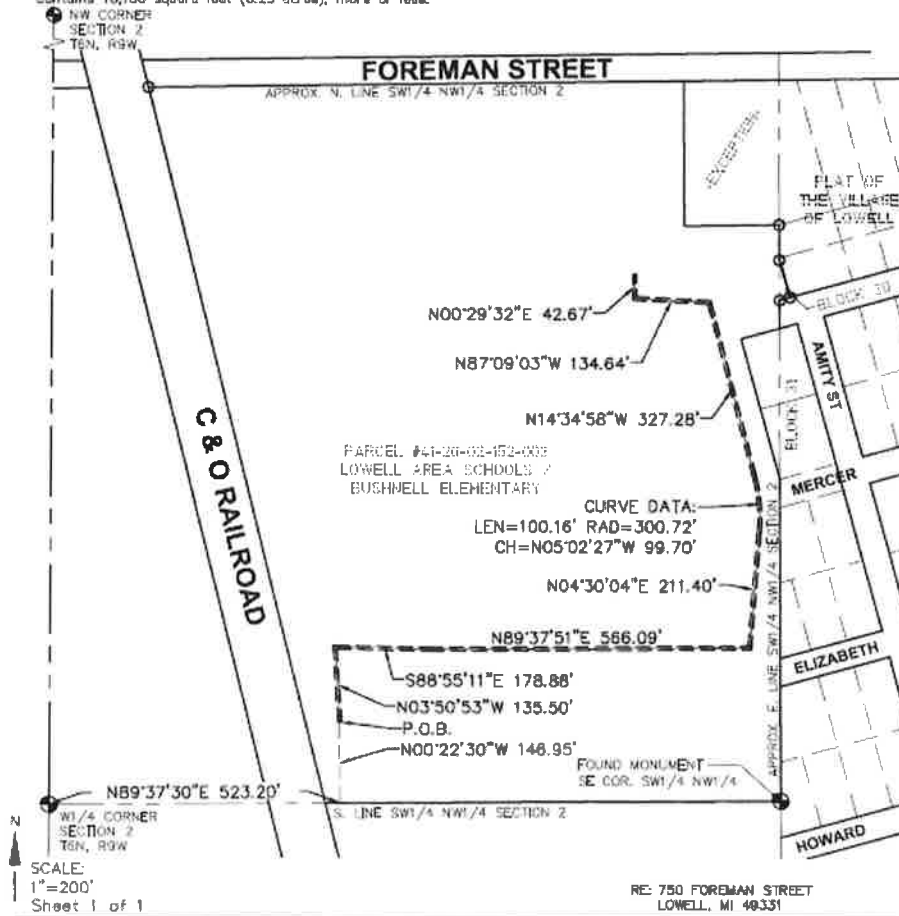 NW CORNER
SECTION 2
T6N, R9W
FOREMAN STREET
APPROX. N. LINE SW1/4 NW1/4 SECTION 2
"EXCEPTION"
PLAT OF
THE VILLAGE
OF LOWELL
BLOCK 30
N00°29'32"E 42.67'
N87°09'03"W 134.64'
N14°34'58"W 327.28'
AMITY ST
BLOCK 31
C & O RAILROAD
LOWELL AREA SCHOOLS /
BUSHNELL ELEMENTARY
MERCER
CURVE DATA:
LEN=100.16' RAD=300.72'
CH=N05°02'27"W 99.70'
N04°30'04"E 211.40'
APPROX E. LINE SW1/4 NW1/4 SECTION 2
N89°37'51"E 566.09'
ELIZABETH
S88°55'11"E 178.88'
N03°50'53"W 135.50'
P.O.B.
N00°22'30"W 146.95'
FOUND MONUMENT
SE COR. SW1/4 NW1/4
N89°37'30"E 523.20'
W1/4 CORNER
SECTION 2
T6N, R9W
S. LINE SW1/4 NW1/4 SECTION 2
HOWARD
N
SCALE:
1"=200'
Sheet 1 of 1
RE: 750 FOREMAN STREET
LOWELL, MI 49331